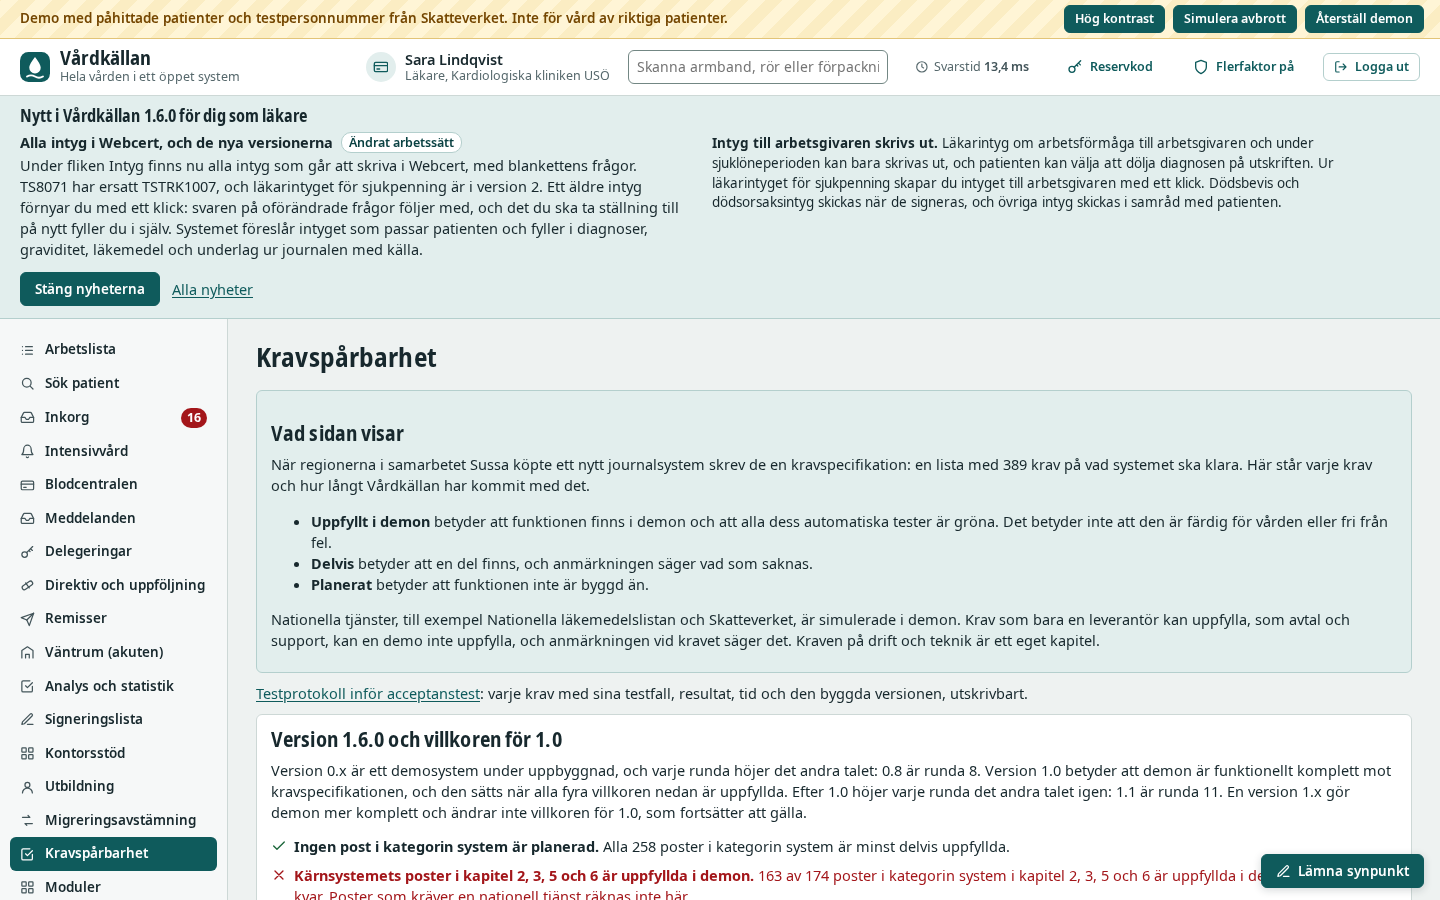 Demo med påhittade patienter och testpersonnummer från Skatteverket. Inte för vård av riktiga patienter.
Hög kontrast
Simulera avbrott
Återställ demon
Vårdkällan
Hela vården i ett öppet system
Sara Lindqvist
Läkare, Kardiologiska kliniken USÖ
Skanna armband, rör eller förpackni
Svarstid 13,4 ms
Reservkod
Flerfaktor på
Logga ut
Nytt i Vårdkällan 1.6.0 för dig som läkare
Alla intyg i Webcert, och de nya versionerna
Ändrat arbetssätt
Under fliken Intyg finns nu alla intyg som går att skriva i Webcert, med blankettens frågor.
TS8071 har ersatt TSTRK1007, och läkarintyget för sjukpenning är i version 2. Ett äldre intyg
förnyar du med ett klick: svaren på oförändrade frågor följer med, och det du ska ta ställning till
på nytt fyller du i själv. Systemet föreslår intyget som passar patienten och fyller i diagnoser,
graviditet, läkemedel och underlag ur journalen med källa.
Intyg till arbetsgivaren skrivs ut. Läkarintyg om arbetsförmåga till arbetsgivaren och under
sjuklöneperioden kan bara skrivas ut, och patienten kan välja att dölja diagnosen på utskriften. Ur
läkarintyget för sjukpenning skapar du intyget till arbetsgivaren med ett klick. Dödsbevis och
dödsorsaksintyg skickas när de signeras, och övriga intyg skickas i samråd med patienten.
Stäng nyheterna
Alla nyheter
Arbetslista
Sök patient
Inkorg
16
Intensivvård
Blodcentralen
Meddelanden
Delegeringar
Direktiv och uppföljning
Remisser
Väntrum (akuten)
Analys och statistik
Signeringslista
Kontorsstöd
Utbildning
Migreringsavstämning
Kravspårbarhet
Moduler
Kravspårbarhet
Vad sidan visar
När regionerna i samarbetet Sussa köpte ett nytt journalsystem skrev de en kravspecifikation: en lista med 389 krav på vad systemet ska klara. Här står varje krav
och hur långt Vårdkällan har kommit med det.
Uppfyllt i demon betyder att funktionen finns i demon och att alla dess automatiska tester är gröna. Det betyder inte att den är färdig för vården eller fri från
fel.
Delvis betyder att en del finns, och anmärkningen säger vad som saknas.
Planerat betyder att funktionen inte är byggd än.
Nationella tjänster, till exempel Nationella läkemedelslistan och Skatteverket, är simulerade i demon. Krav som bara en leverantör kan uppfylla, som avtal och
support, kan en demo inte uppfylla, och anmärkningen vid kravet säger det. Kraven på drift och teknik är ett eget kapitel.
Testprotokoll inför acceptanstest: varje krav med sina testfall, resultat, tid och den byggda versionen, utskrivbart.
Version 1.6.0 och villkoren för 1.0
Version 0.x är ett demosystem under uppbyggnad, och varje runda höjer det andra talet: 0.8 är runda 8. Version 1.0 betyder att demon är funktionellt komplett mot
kravspecifikationen, och den sätts när alla fyra villkoren nedan är uppfyllda. Efter 1.0 höjer varje runda det andra talet igen: 1.1 är runda 11. En version 1.x gör
demon mer komplett och ändrar inte villkoren för 1.0, som fortsätter att gälla.
Ingen post i kategorin system är planerad. Alla 258 poster i kategorin system är minst delvis uppfyllda.
Kärnsystemets poster i kapitel 2, 3, 5 och 6 är uppfyllda i demon. 163 av 174 poster i kategorin system i kapitel 2, 3, 5 och 6 är uppfyllda i de
kvar. Poster som kräver en nationell tjänst räknas inte här.
Lämna synpunkt